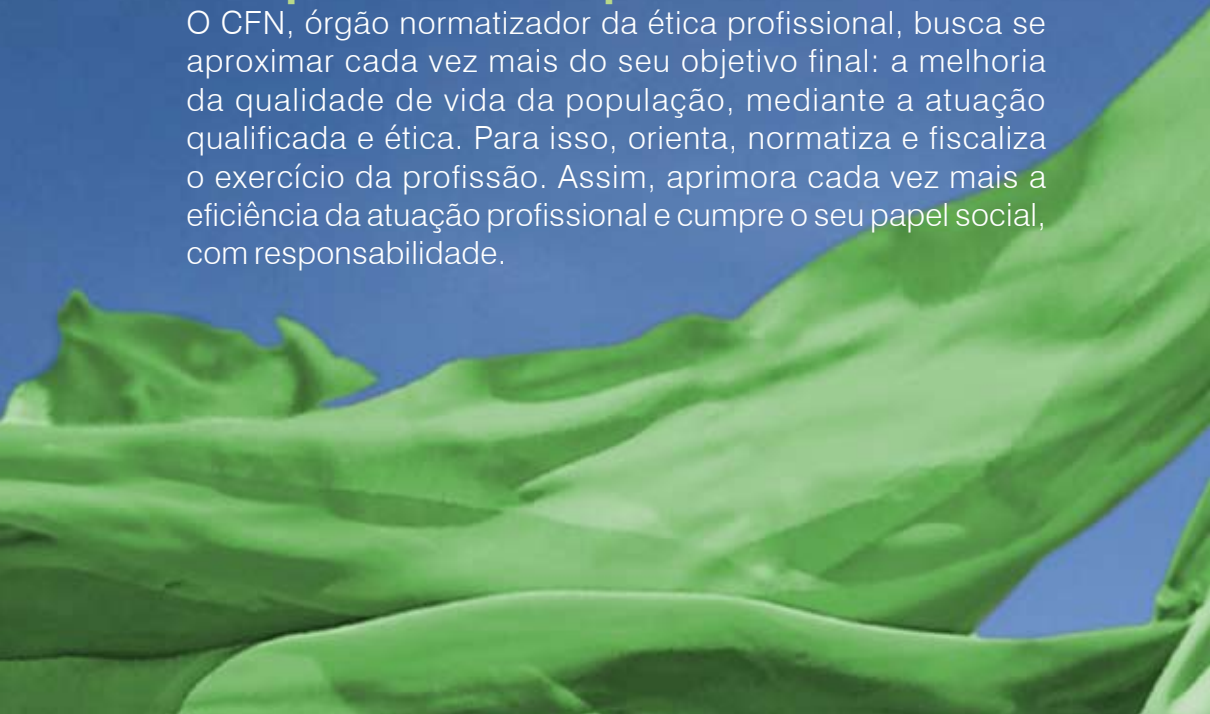 O CFN, órgão normatizador da ética profissional, busca se
aproximar cada vez mais do seu objetivo final: a melhoria
da qualidade de vida da população, mediante a atuação
qualificada e ética. Para isso, orienta, normatiza e fiscaliza
o exercício da profissão. Assim, aprimora cada vez mais a
eficiência da atuação profissional e cumpre o seu papel social,
com responsabilidade.